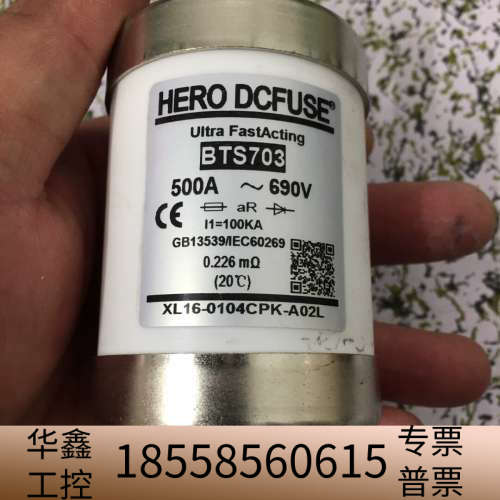 HERO DCFUSE®
Ultra FastActing
BTS703
500A ～ 690V
CE aR
I1=100KA
GB13539/IEC60269
0.226 mΩ
(20℃)
XL16-0104CPK-A02L
华鑫 18558560615 专票
工控 普票